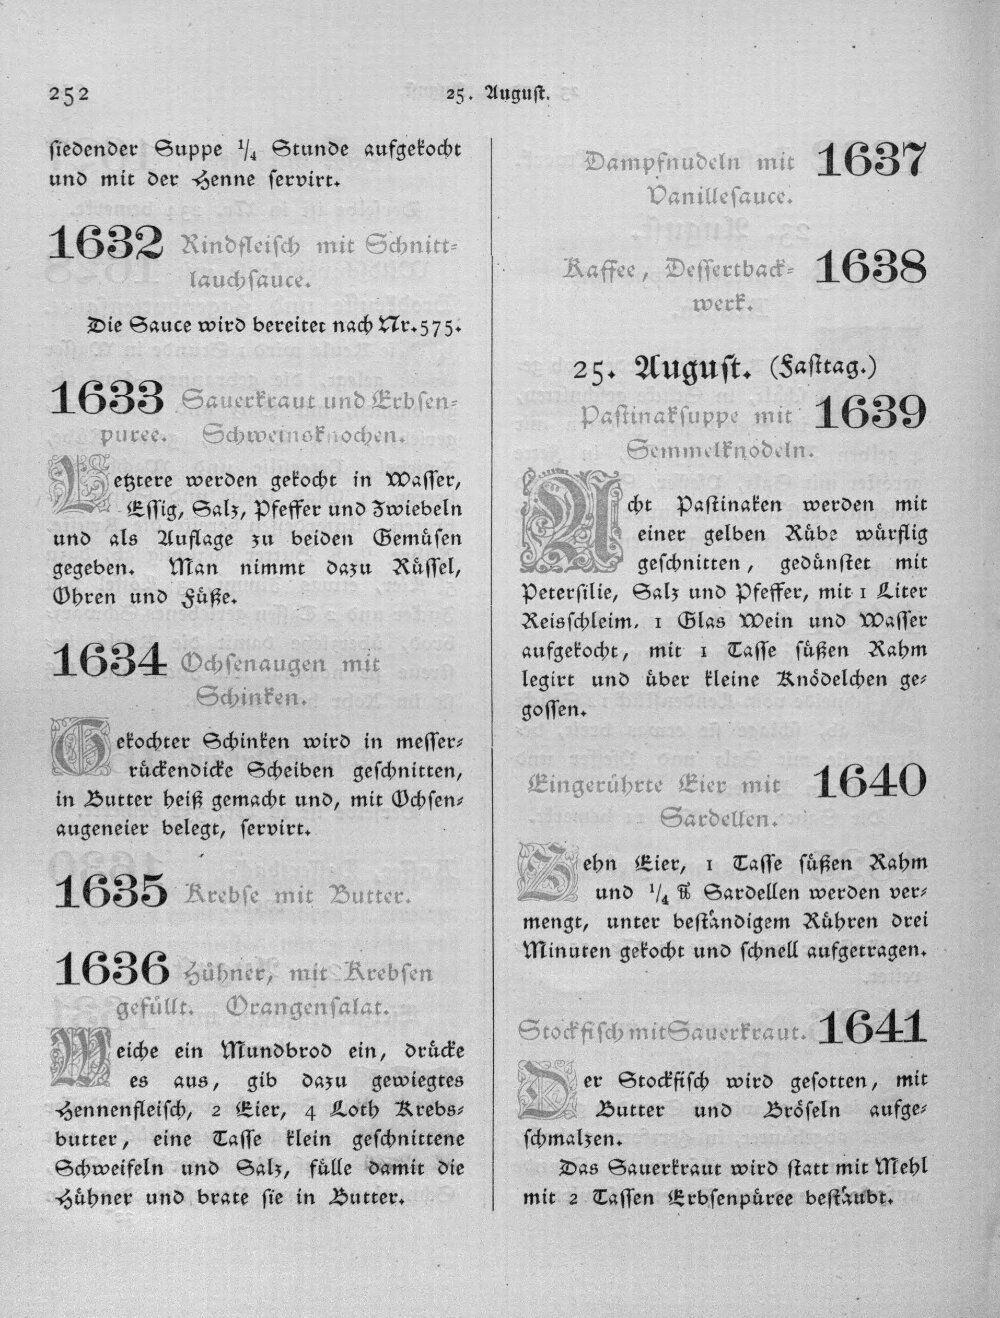 252
25. August.
siedender Suppe 1/4 Stunde aufgekocht
und mit der Henne servirt.
1632 Rindfleisch mit Schnitt-
lauchsauce.
Die Sauce wird bereitet nach Nr. 575.
1633 Sauerkraut und Erbsen-
puree. Schweinsknochen.
Letztere werden gekocht in Wasser,
Essig, Salz, Pfeffer und Zwiebeln
und als Auflage zu beiden Gemüsen
gegeben. Man nimmt dazu Rüssel,
Ohren und Füße.
1634 Ochsenaugen mit
Schinken.
Gekochter Schinken wird in messer-
rückendicke Scheiben geschnitten,
in Butter heiß gemacht und, mit Ochsen-
augeneier belegt, servirt.
1635 Krebse mit Butter.
1636 Hühner, mit Krebsen
gefüllt. Orangensalat.
Weiche ein Mundbrod ein, drücke
es aus, gib dazu gewiegtes
Hennenfleisch, 2 Eier, 4 Loth Krebs-
butter, eine Tasse klein geschnittene
Schweifeln und Salz, fülle damit die
Hühner und brate sie in Butter.
Dampfnudeln mit 1637
Vanillesauce.
Kaffee, Dessertback- 1638
werk.
25. August. (Fasttag.)
Pastinaksuppe mit 1639
Semmelknödeln.
Acht Pastinaken werden mit
einer gelben Rübe würflig
geschnitten, gedünstet mit
Petersilie, Salz und Pfeffer, mit 1 Liter
Reisschleim, 1 Glas Wein und Wasser
aufgekocht, mit 1 Tasse süßen Rahm
legirt und über kleine Knödelchen ge-
gossen.
Eingerührte Eier mit 1640
Sardellen.
Zehn Eier, 1 Tasse süßen Rahm
und 1/4 ℔ Sardellen werden ver-
mengt, unter beständigem Rühren drei
Minuten gekocht und schnell aufgetragen.
Stockfisch mit Sauerkraut. 1641
Der Stockfisch wird gesotten, mit
Butter und Bröseln aufge-
schmalzen.
Das Sauerkraut wird statt mit Mehl
mit 2 Tassen Erbsenpüree bestäubt.